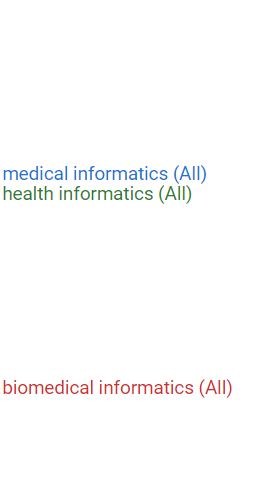 medical informatics (All)
health informatics (All)
biomedical informatics (All)